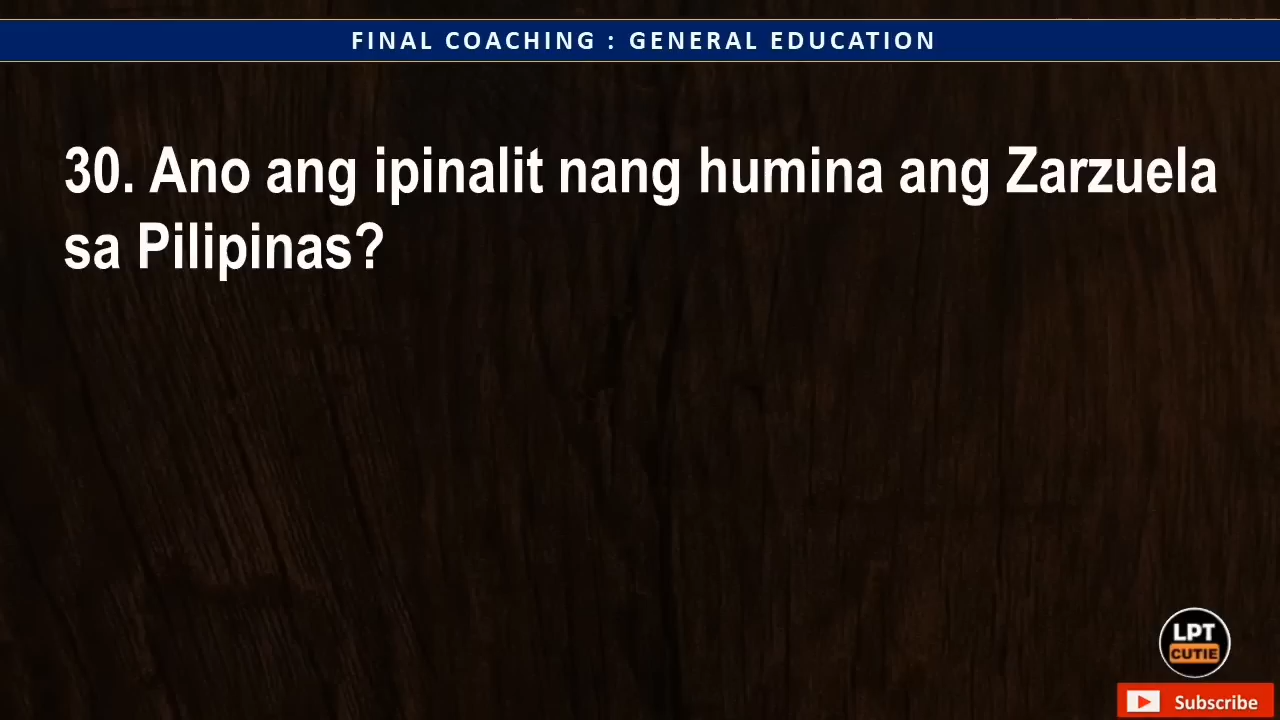 FINAL COACHING : GENERAL EDUCATION
30. Ano ang ipinalit nang humina ang Zarzuela
sa Pilipinas?
LPT
CUTIE
Subscribe